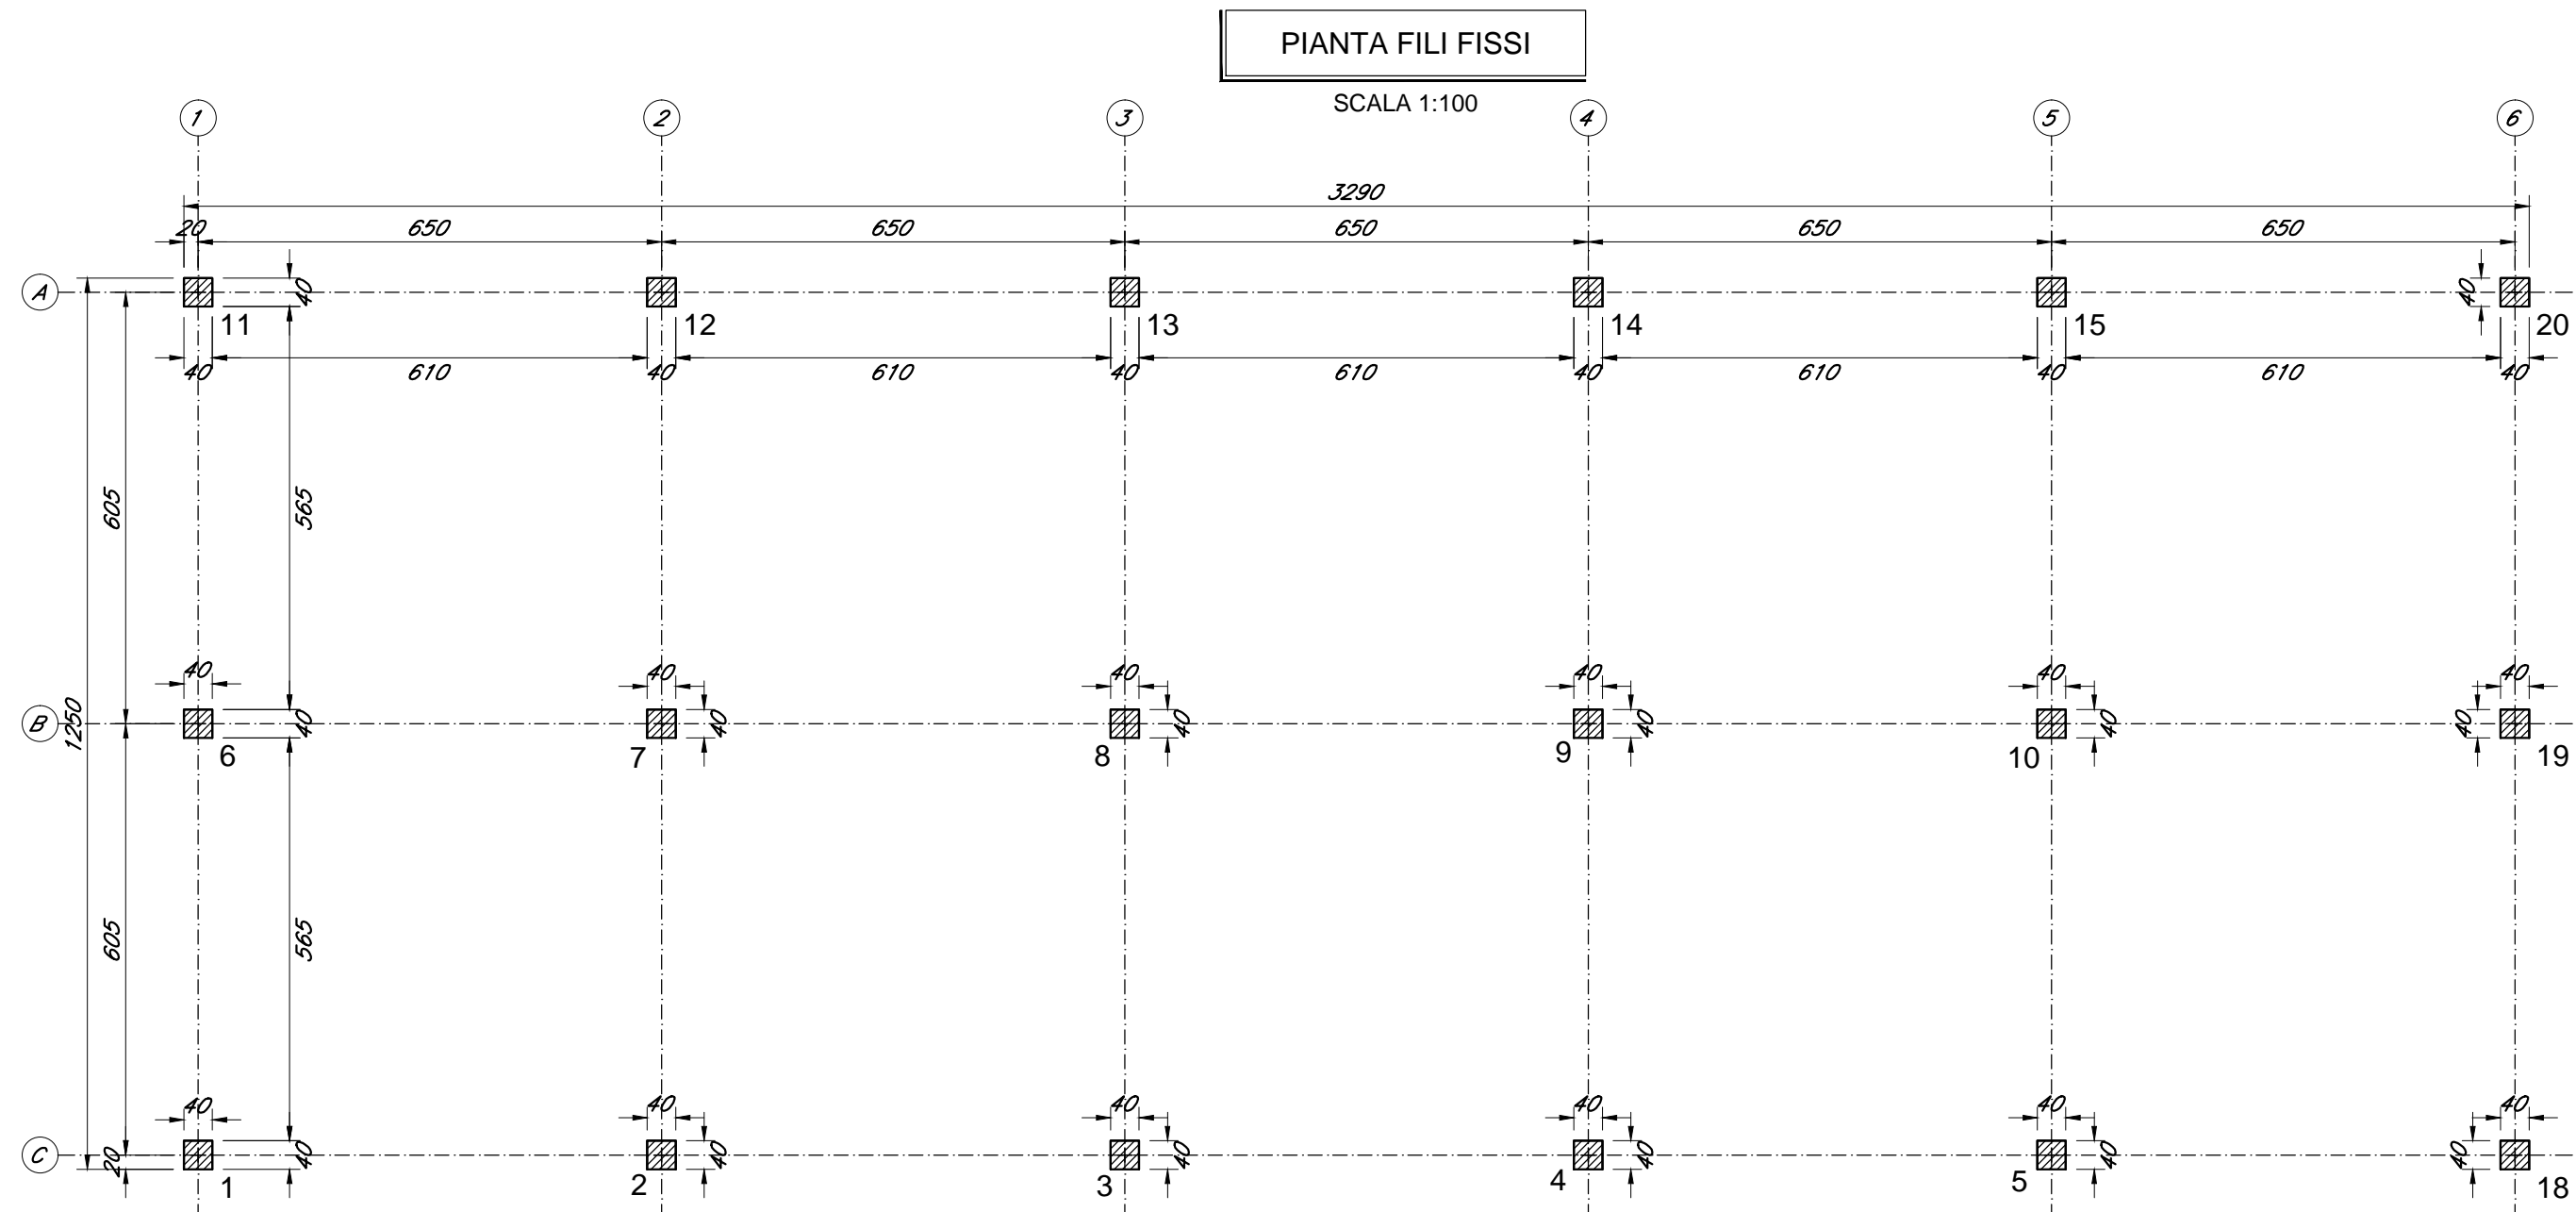 PIANTA FILI FISSI
SCALA 1:100
1 2 3 4 5 6
3290
20 650 650 650 650 650
A 40 40
11 12 13 14 15 20
40 610 40 610 40 610 40 610 40 610 40
605 565
40 40 40 40 40 40
B 1250 40 40 40 40 40 40
6 7 8 9 10 19
605 565
40 40 40 40 40 40
C 20 40 40 40 40 40 40
1 2 3 4 5 18